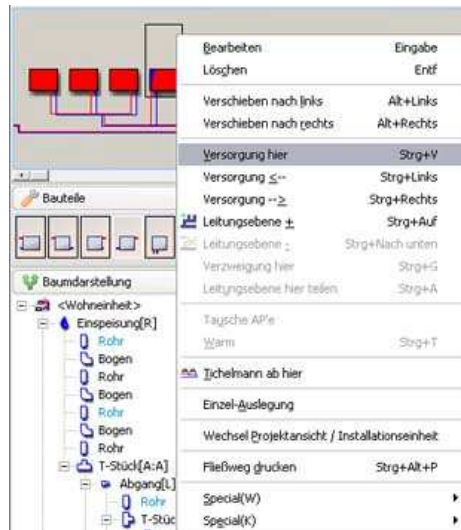 Bearbeiten Eingabe
Löschen Entf
Verschieben nach links Alt+Links
Verschieben nach rechts Alt+Rechts
Versorgung hier Strg+V
Versorgung <-- Strg+Links
Versorgung --> Strg+Rechts
Leitungsebene + Strg+Auf
Leitungsebene - Strg+Nach unten
Verzweigung hier Strg+G
Leitungsebene hier teilen Strg+A
Tausche AP'e
Warm Strg+T
Tichelmann ab hier
Einzel-Auslegung
Wechsel Projektansicht / Installationseinheit
Fließweg drucken Strg+Alt+P
Special(W)
Special(K)
Bauteile
Baumdarstellung
<Wohneinheit>
Einspeisung[R]
Rohr
Bogen
Rohr
Bogen
Rohr
Bogen
Rohr
T-Stück[A:A]
Abgang[L]
Rohr
T-Stüc